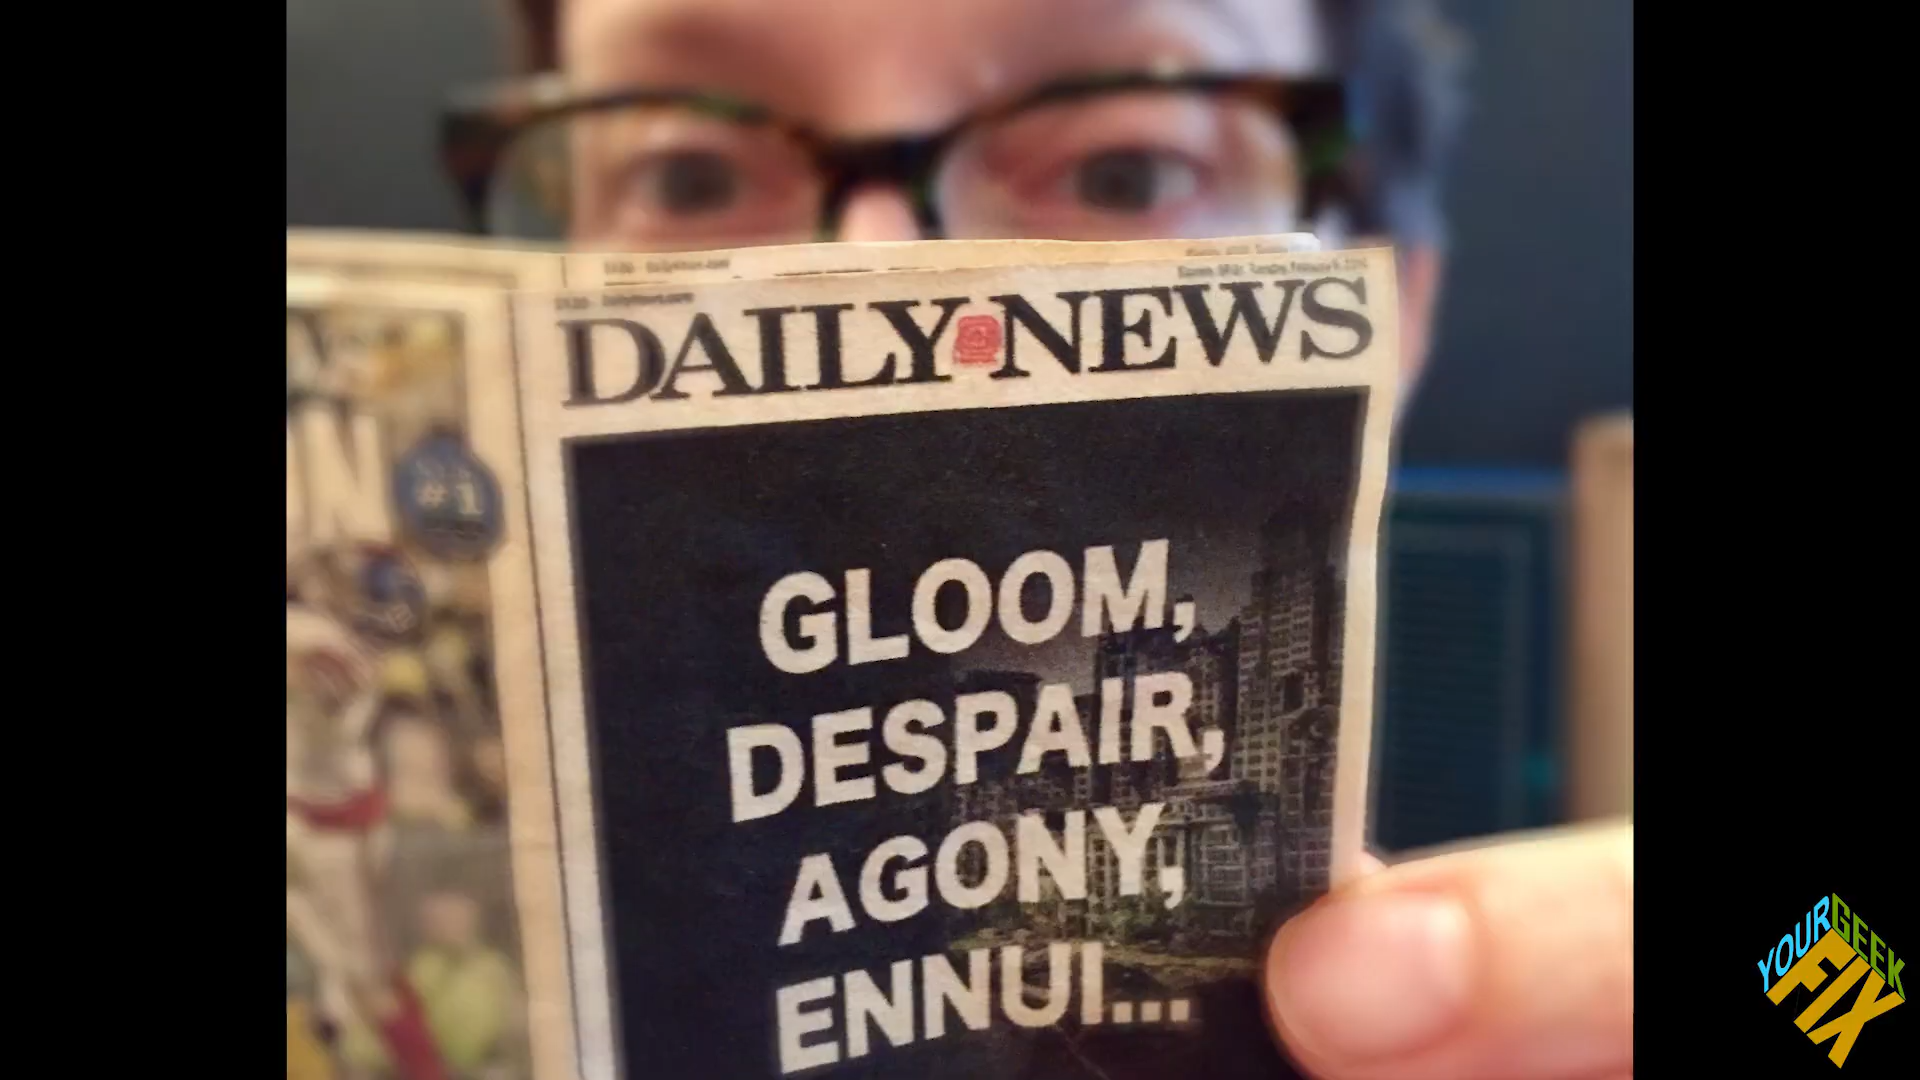 DAILY NEWS
GLOOM,
DESPAIR,
AGONY,
ENNUI...
#1
YOUR GEEK
FIX